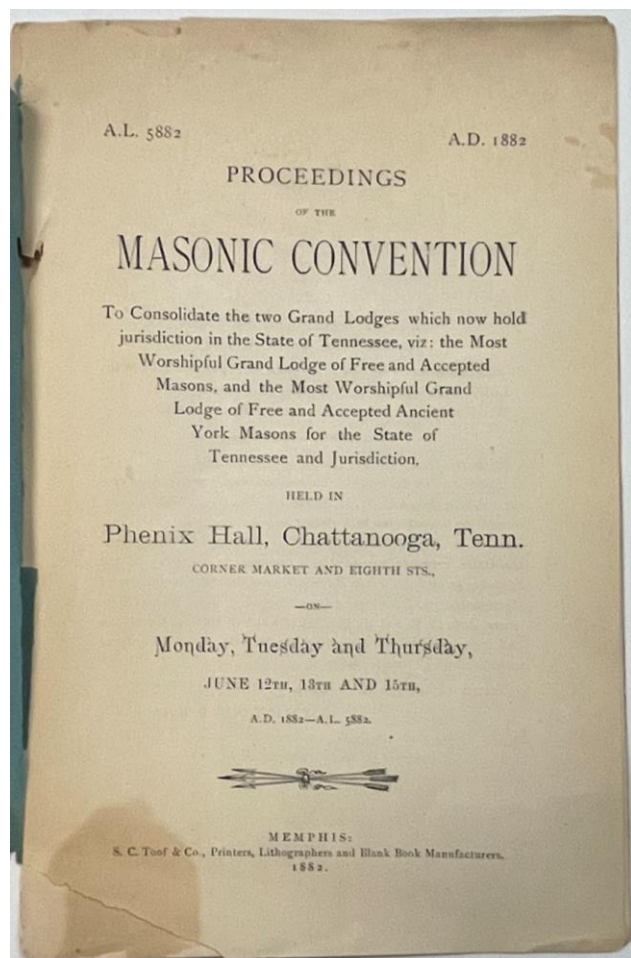 A.L. 5882
A.D. 1882
PROCEEDINGS
OF THE
MASONIC CONVENTION
To Consolidate the two Grand Lodges which now hold
jurisdiction in the State of Tennessee, viz: the Most
Worshipful Grand Lodge of Free and Accepted
Masons, and the Most Worshipful Grand
Lodge of Free and Accepted Ancient
York Masons for the State of
Tennessee and Jurisdiction.
HELD IN
Phenix Hall, Chattanooga, Tenn.
CORNER MARKET AND EIGHTH STS.,
—ON—
Monday, Tuesday and Thursday,
JUNE 12TH, 13TH AND 15TH,
A.D. 1882—A.L. 5882.
MEMPHIS:
S. C. Toof & Co., Printers, Lithographers and Blank Book Manufacturers.
1882.